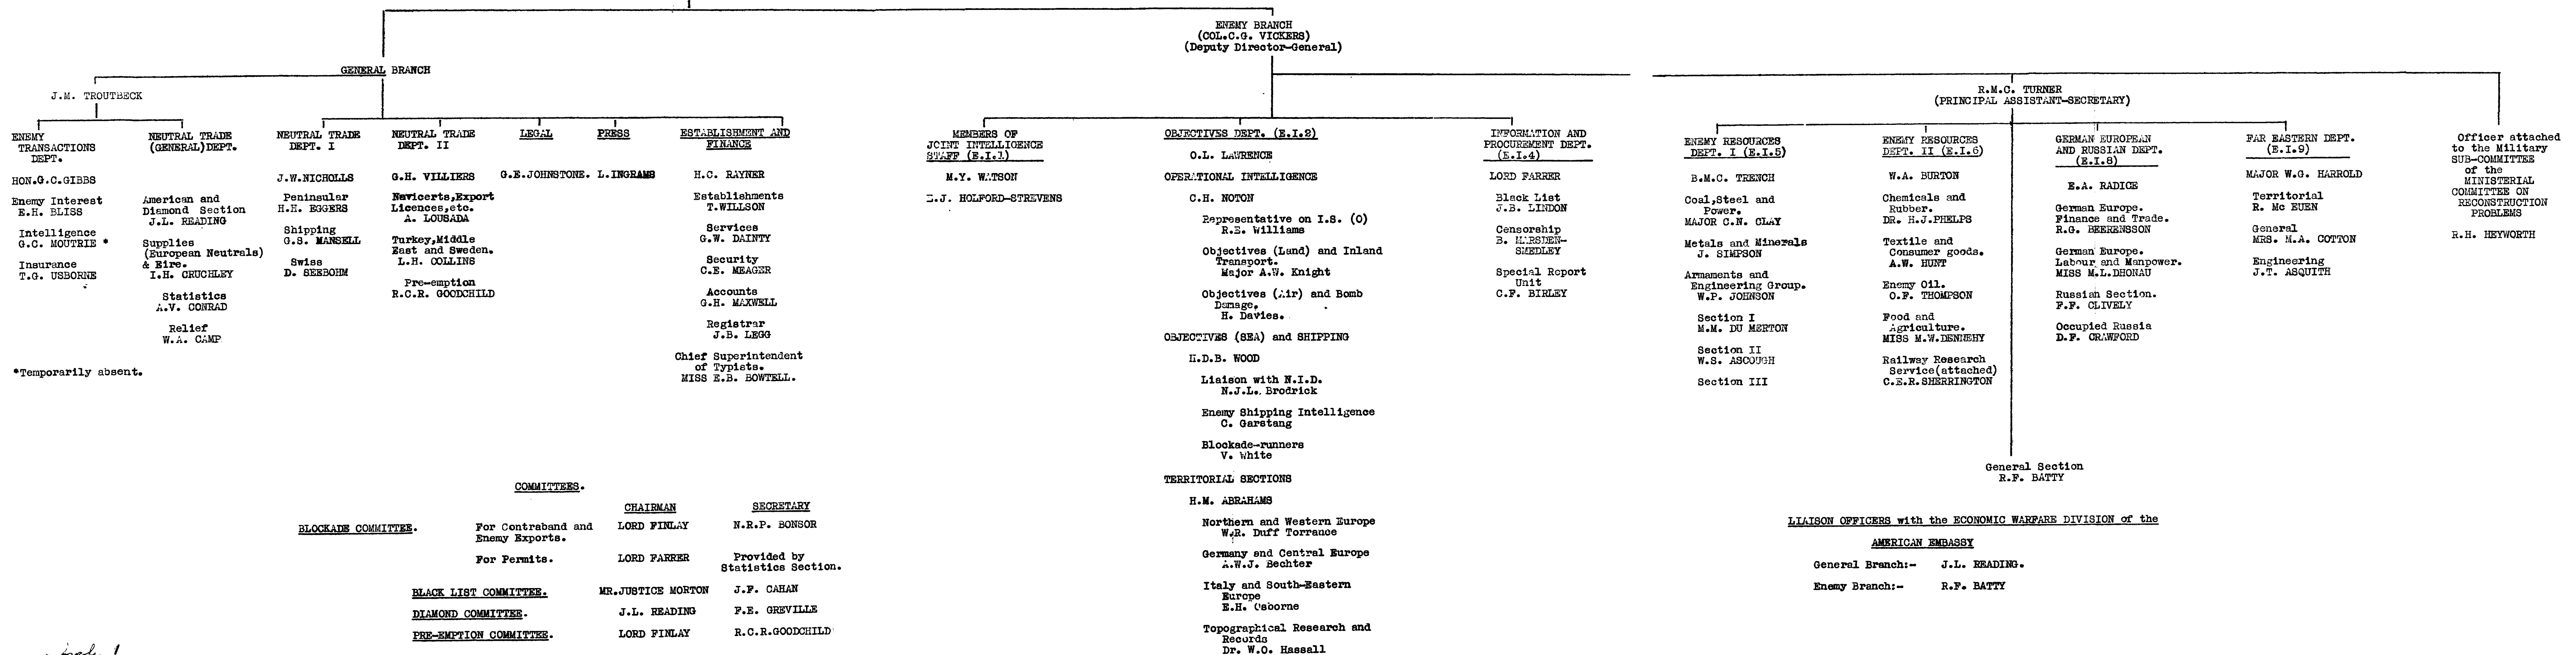 ENEMY BRANCH
(COL.C.G. VICKERS)
(Deputy Director-General)
GENERAL BRANCH
J.M. TROUTBECK
ENEMY
TRANSACTIONS
DEPT.
HON.G.C.GIBBS
Enemy Interest
E.H. BLISS
Intelligence
G.C. MOUTRIE *
Insurance
T.G. USBORNE
*Temporarily absent.
NEUTRAL TRADE
(GENERAL)DEPT.
American and
Diamond Section
J.L. READING
Supplies
(European Neutrals)
& Eire.
I.H. CRUCHLEY
Statistics
A.V. CONRAD
Relief
W.A. CAMP
NEUTRAL TRADE
DEPT. I
J.W.NICHOLLS
Peninsular
H.H. EGGERS
Shipping
G.S. MANSELL
Swiss
D. SEEBOHM
NEUTRAL TRADE
DEPT. II
G.H. VILLIERS
Navicerts,Export
Licences,etc.
A. LOUSADA
Turkey,Middle
East and Sweden.
L.H. COLLINS
Pre-emption
R.C.R. GOODCHILD
LEGAL
G.E.JOHNSTONE.
PRESS
L.INGRAMS
ESTABLISHMENT AND
FINANCE
H.C. RAYNER
Establishments
T.WILLSON
Services
G.W. DAINTY
Security
C.E. MEAGER
Accounts
G.H. MAXWELL
Registrar
J.B. LEGG
Chief Superintendent
of Typists.
MISS E.B. BOWTELL.
MEMBERS OF
JOINT INTELLIGENCE
STAFF (E.I.1)
M.Y. WATSON
H.J. HOLFORD-STREVENS
OBJECTIVES DEPT. (E.I.2)
O.L. LAWRENCE
OPERATIONAL INTELLIGENCE
C.H. NOTON
Representative on I.S. (O)
R.E. Williams
Objectives (Land) and Inland
Transport.
Major A.W. Knight
Objectives (Air) and Bomb
Damage.
H. Davies.
OBJECTIVES (SEA) and SHIPPING
H.D.B. WOOD
Liaison with N.I.D.
N.J.L. Brodrick
Enemy Shipping Intelligence
C. Garstang
Blockade-runners
V. White
TERRITORIAL SECTIONS
H.M. ABRAHAMS
Northern and Western Europe
W.R. Duff Torrance
Germany and Central Europe
A.W.J. Bechter
Italy and South-Eastern
Europe
E.H. Osborne
Topographical Research and
Records
Dr. W.O. Hassall
INFORMATION AND
PROCUREMENT DEPT.
(E.I.4)
LORD FARRER
Black List
J.B. LINDON
Censorship
B. MARSDEN-
SMEDLEY
Special Report
Unit
C.F. BIRLEY
R.M.C. TURNER
(PRINCIPAL ASSISTANT-SECRETARY)
ENEMY RESOURCES
DEPT. I (E.I.5)
B.M.C. TRENCH
Coal,Steel and
Power.
MAJOR C.N. CLAY
Metals and Minerals
J. SIMPSON
Armaments and
Engineering Group.
W.P. JOHNSON
Section I
M.M. DU MERTON
Section II
W.S. ASCOUGH
Section III
ENEMY RESOURCES
DEPT. II (E.I.6)
W.A. BURTON
Chemicals and
Rubber.
DR. H.J.PHELPS
Textile and
Consumer goods.
A.W. HUNT
Enemy Oil.
O.F. THOMPSON
Food and
Agriculture.
MISS M.W.DENNEHY
Railway Research
Service(attached)
C.E.R.SHERRINGTON
GERMAN EUROPEAN
AND RUSSIAN DEPT.
(E.I.8)
E.A. RADICE
German Europe.
Finance and Trade.
R.G. BEERENSSON
German Europe.
Labour and Manpower.
MISS M.L.DHONAU
Russian Section.
F.F. CLIVELY
Occupied Russia
D.F. CRAWFORD
FAR EASTERN DEPT.
(E.I.9)
MAJOR W.G. HARROLD
Territorial
R. Mc EUEN
General
MRS. M.A. COTTON
Engineering
J.T. ASQUITH
Officer attached
to the Military
SUB-COMMITTEE
of the
MINISTERIAL
COMMITTEE ON
RECONSTRUCTION
PROBLEMS
R.H. HEYWORTH
General Section
R.F. BATTY
COMMITTEES.
CHAIRMAN SECRETARY
BLOCKADE COMMITTEE. For Contraband and LORD FINLAY N.R.P. BONSOR
Enemy Exports.
For Permits. LORD FARRER Provided by
Statistics Section.
BLACK LIST COMMITTEE. MR.JUSTICE MORTON J.F. CAHAN
DIAMOND COMMITTEE. J.L. READING F.E. GREVILLE
PRE-EMPTION COMMITTEE. LORD FINLAY R.C.R.GOODCHILD
LIAISON OFFICERS with the ECONOMIC WARFARE DIVISION of the
AMERICAN EMBASSY
General Branch:- J.L. READING.
Enemy Branch:- R.F. BATTY